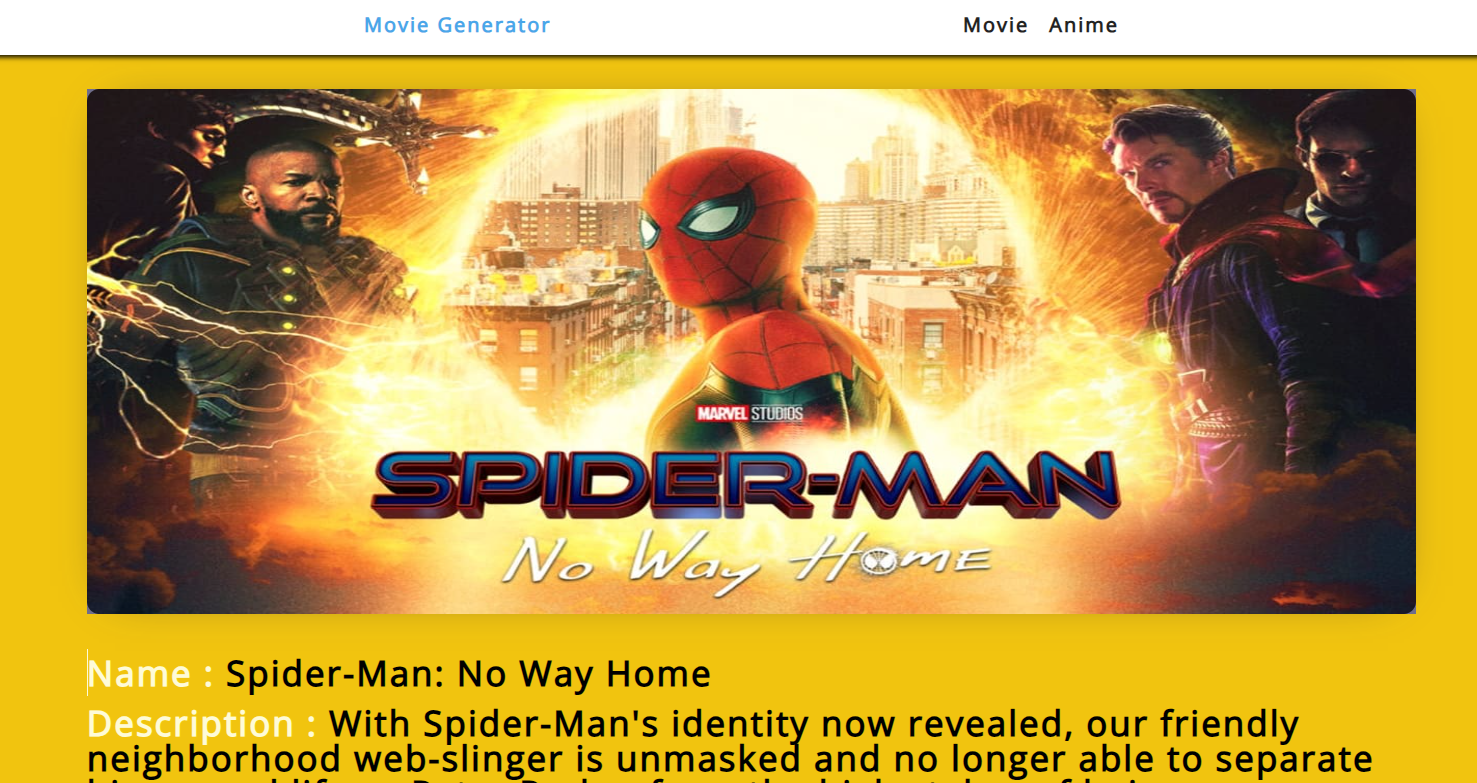 Movie Generator
Movie Anime
MARVEL STUDIOS
SPIDER-MAN
No Way Home
Name : Spider-Man: No Way Home
Description : With Spider-Man's identity now revealed, our friendly
neighborhood web-slinger is unmasked and no longer able to separate